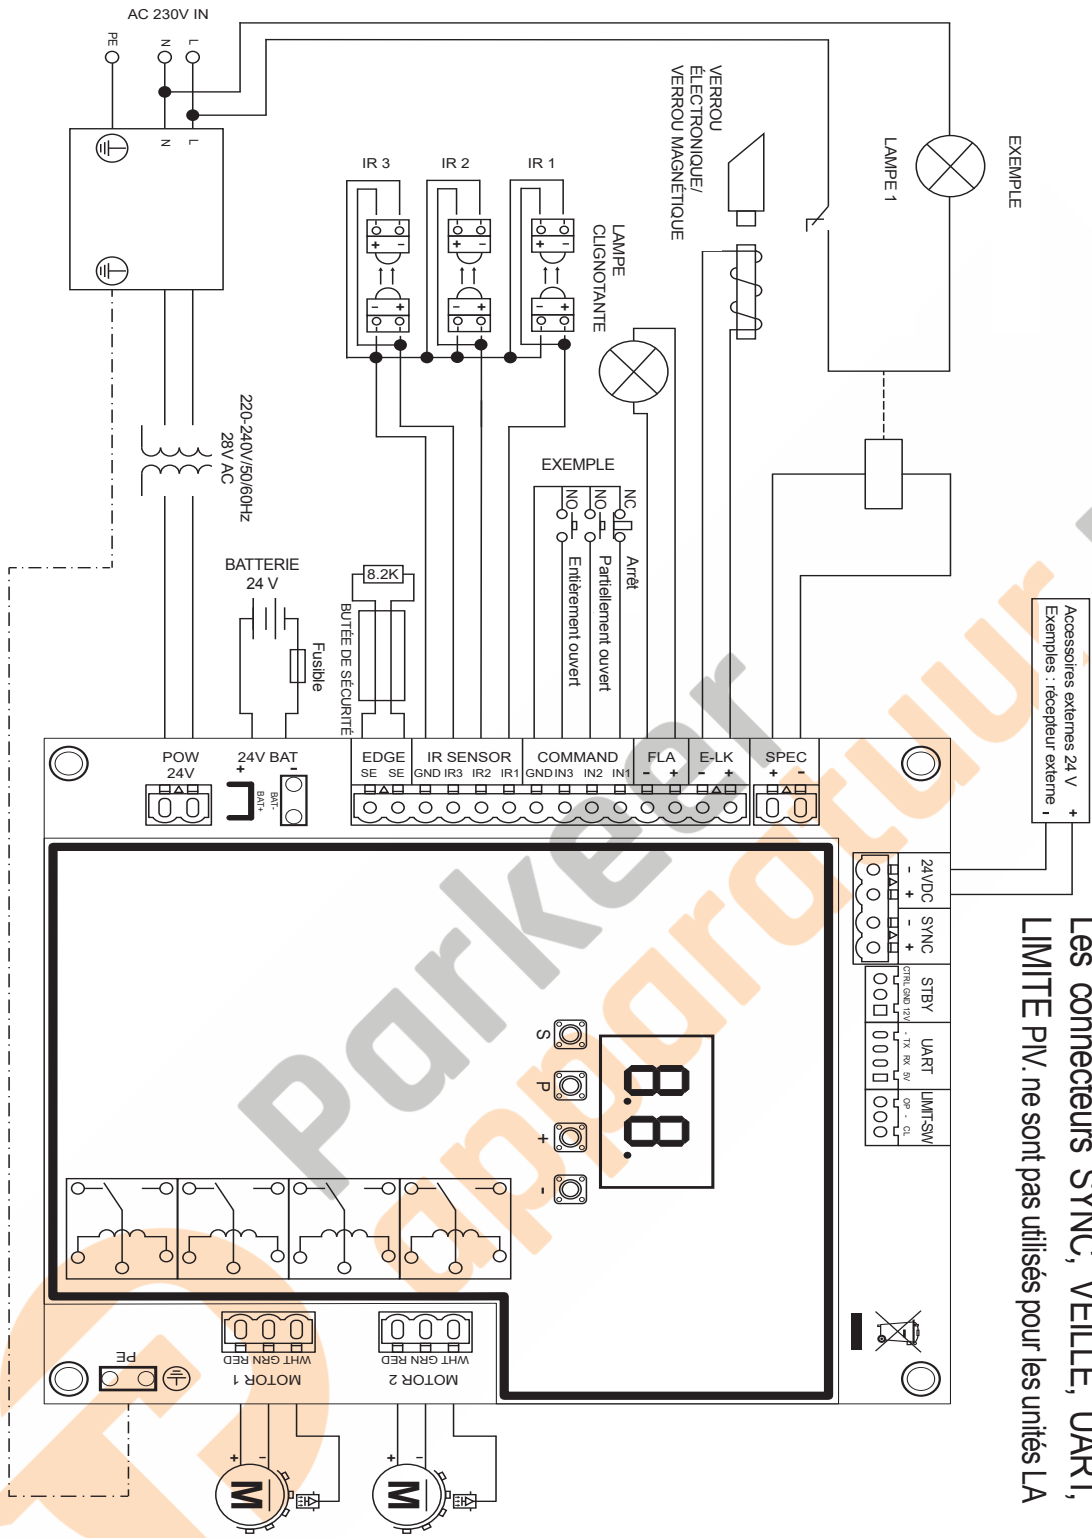 AC 230V IN
PE
N
L
N
L
EXEMPLE
LAMPE 1
VERROU
ÉLECTRONIQUE/
VERROU MAGNÉTIQUE
IR 3
IR 2
IR 1
+ -
+ -
+ -
- +
- +
- +
LAMPE
CLIGNOTANTE
220-240V/50/60Hz
28V AC
EXEMPLE
NO
NO
NC
Entièrement ouvert
Partiellement ouvert
Arrêt
BATTERIE
24 V
Fusible
8.2K
BUTÉE DE SÉCURITÉ
Accessoires externes 24 V
Exemples : récepteur externe
- +
POW
24V
24V BAT
+ -
BAT+
BAT-
EDGE
SE SE
IR SENSOR
GND IR3 IR2 IR1
COMMAND
GND IN3 IN2 IN1
FLA
- +
E-LK
- +
SPEC
+ -
24VDC
- +
SYNC
- +
STBY
CTRL GND 12V
UART
- TX RX 5V
LIMIT-SW
OP - CL
Les connecteurs SYNC, VEILLE, UART,
LIMITE PIV. ne sont pas utilisés pour les unités LA
8.8.
S
P
+
-
PE
WHT GRN RED
MOTOR 1
WHT GRN RED
MOTOR 2
+ -
M
+ -
M
Parkeer
apparatuur